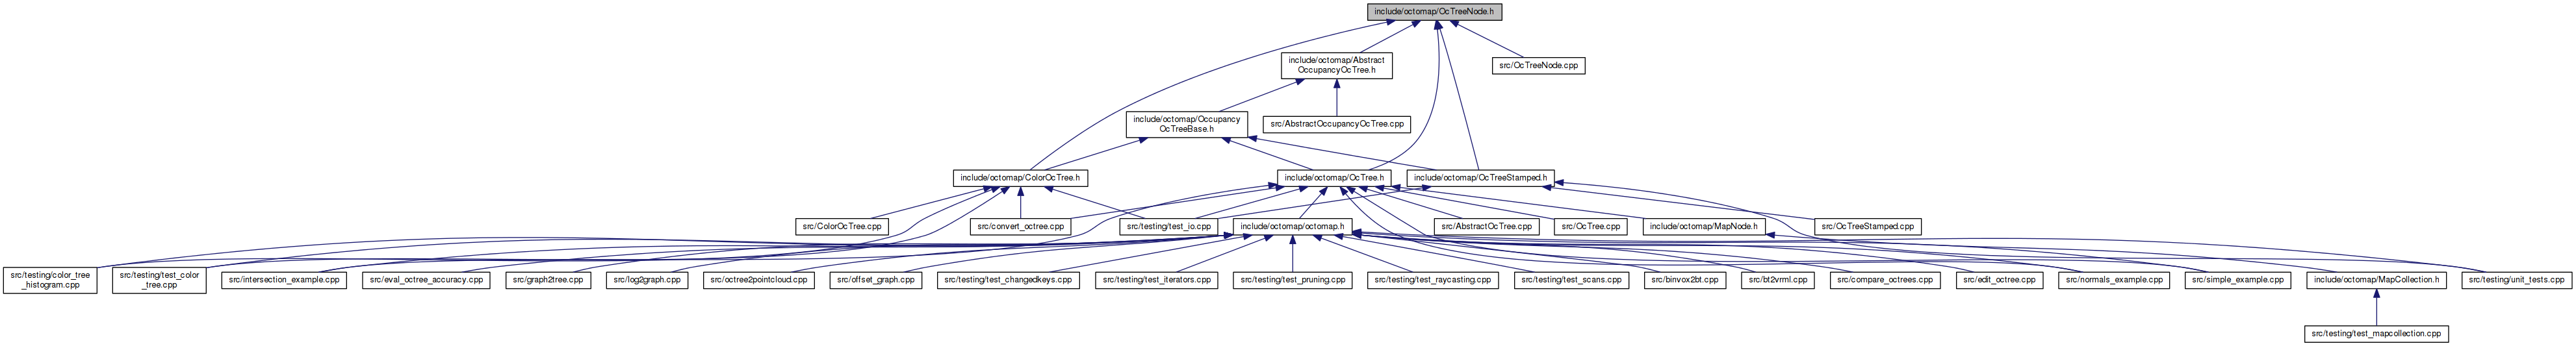 include/octomap/OcTreeNode.h
include/octomap/Abstract
OccupancyOcTree.h
src/OcTreeNode.cpp
include/octomap/Occupancy
OcTreeBase.h
src/AbstractOccupancyOcTree.cpp
include/octomap/ColorOcTree.h
include/octomap/OcTree.h
include/octomap/OcTreeStamped.h
src/ColorOcTree.cpp
src/convert_octree.cpp
src/testing/test_io.cpp
include/octomap/octomap.h
src/AbstractOcTree.cpp
src/OcTree.cpp
include/octomap/MapNode.h
src/OcTreeStamped.cpp
src/testing/color_tree
_histogram.cpp
src/testing/test_color
_tree.cpp
src/intersection_example.cpp
src/eval_octree_accuracy.cpp
src/graph2tree.cpp
src/log2graph.cpp
src/octree2pointcloud.cpp
src/offset_graph.cpp
src/testing/test_changedkeys.cpp
src/testing/test_iterators.cpp
src/testing/test_pruning.cpp
src/testing/test_raycasting.cpp
src/testing/test_scans.cpp
src/binvox2bt.cpp
src/bt2vrml.cpp
src/compare_octrees.cpp
src/edit_octree.cpp
src/normals_example.cpp
src/simple_example.cpp
include/octomap/MapCollection.h
src/testing/unit_tests.cpp
src/testing/test_mapcollection.cpp